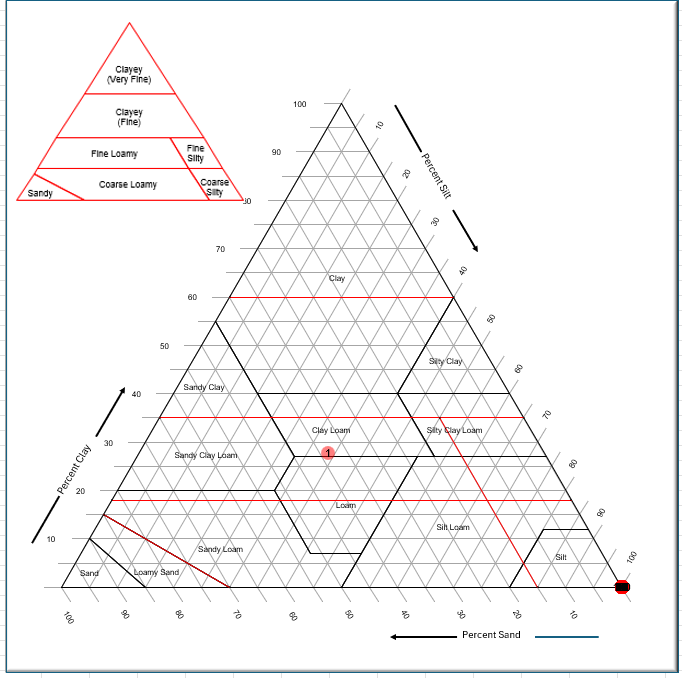 Clayey
(Very Fine)
Clayey
(Fine)
Fine Loamy
Fine
Silty
Coarse Loamy
Coarse
Silty
Sandy
100
90
80
70
60
50
40
30
20
10
Percent Clay
10
20
30
40
50
60
70
80
90
100
Percent Silt
Clay
Silty Clay
Sandy Clay
Clay Loam
Silty Clay Loam
1
Sandy Clay Loam
Loam
Silt Loam
Sandy Loam
Silt
Sand
Loamy Sand
100
90
80
70
60
50
40
30
20
10
Percent Sand